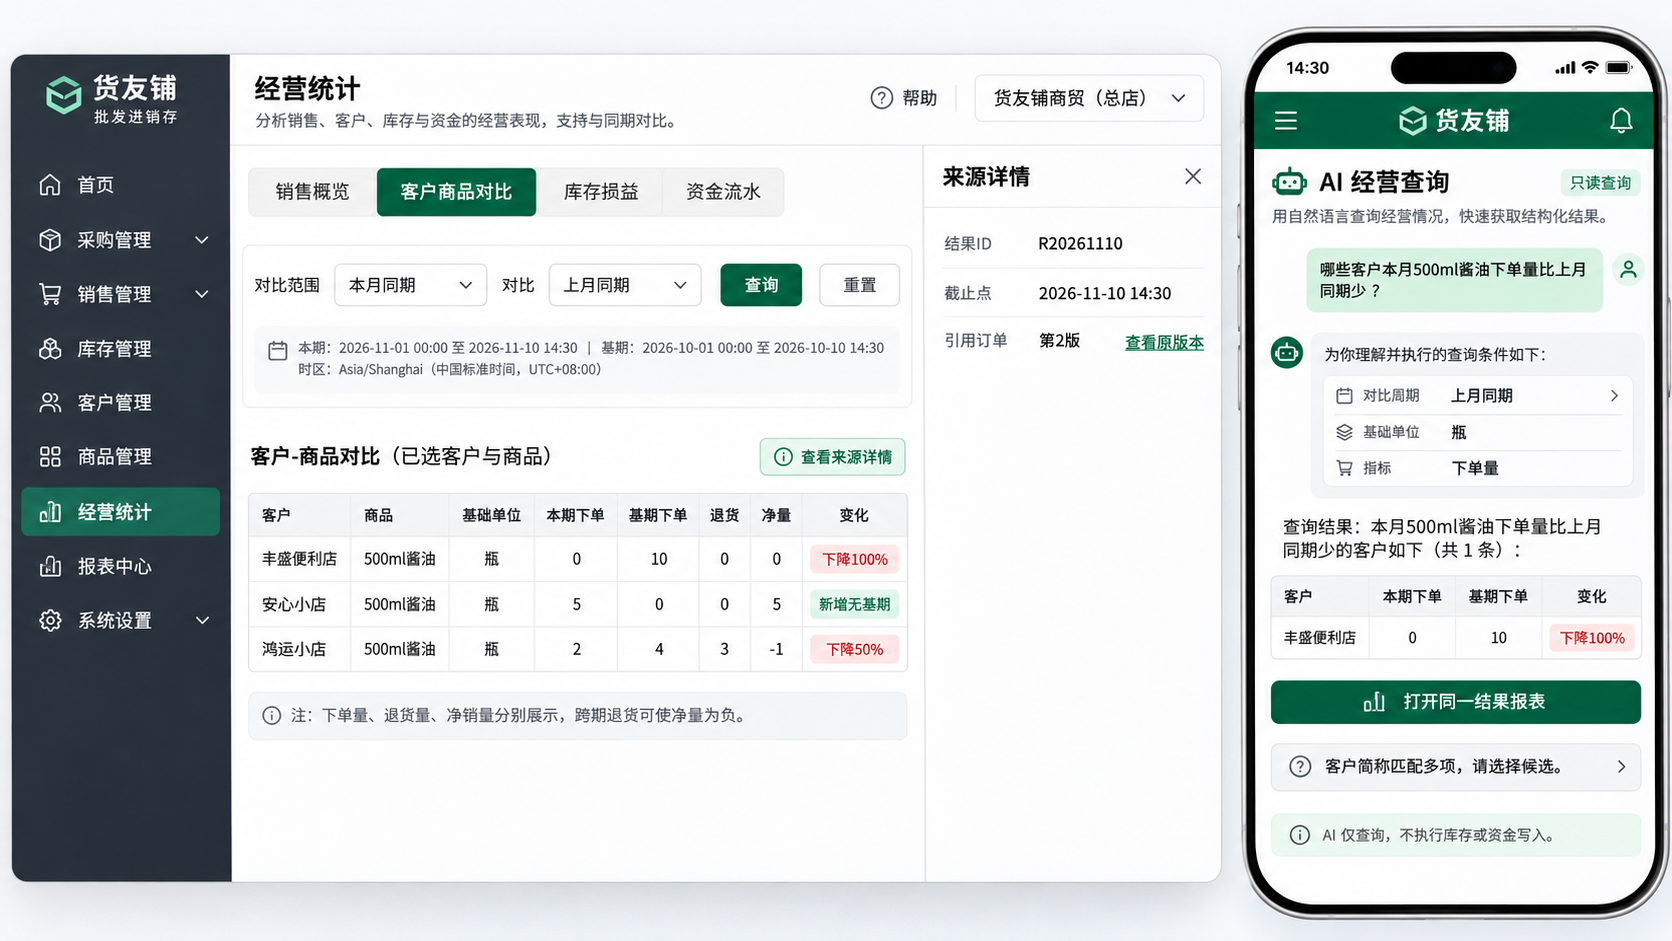 货友铺
批发进销存
首页
采购管理
销售管理
库存管理
客户管理
商品管理
经营统计
报表中心
系统设置
经营统计
分析销售、客户、库存与资金的经营表现，支持与同期对比。
帮助
货友铺商贸（总店）
销售概览 客户商品对比 库存损益 资金流水
对比范围 本月同期 对比 上月同期 查询 重置
本期：2026-11-01 00:00 至 2026-11-10 14:30 | 基期：2026-10-01 00:00 至 2026-10-10 14:30
时区：Asia/Shanghai（中国标准时间，UTC+08:00）
客户-商品对比（已选客户与商品）
查看来源详情
客户 商品 基础单位 本期下单 基期下单 退货 净量 变化
丰盛便利店 500ml酱油 瓶 0 10 0 0 下降100%
安心小店 500ml酱油 瓶 5 0 0 5 新增无基期
鸿运小店 500ml酱油 瓶 2 4 3 -1 下降50%
注：下单量、退货量、净销量分别展示，跨期退货可使净量为负。
来源详情
结果ID R20261110
截止点 2026-11-10 14:30
引用订单 第2版 查看原版本
14:30
货友铺
AI 经营查询
只读查询
用自然语言查询经营情况，快速获取结构化结果。
哪些客户本月500ml酱油下单量比上月
同期少？
为你理解并执行的查询条件如下：
对比周期 上月同期
基础单位 瓶
指标 下单量
查询结果：本月500ml酱油下单量比上月
同期少的客户如下（共 1 条）：
客户 本期下单 基期下单 变化
丰盛便利店 0 10 下降100%
打开同一结果报表
客户简称匹配多项，请选择候选。
AI 仅查询，不执行库存或资金写入。